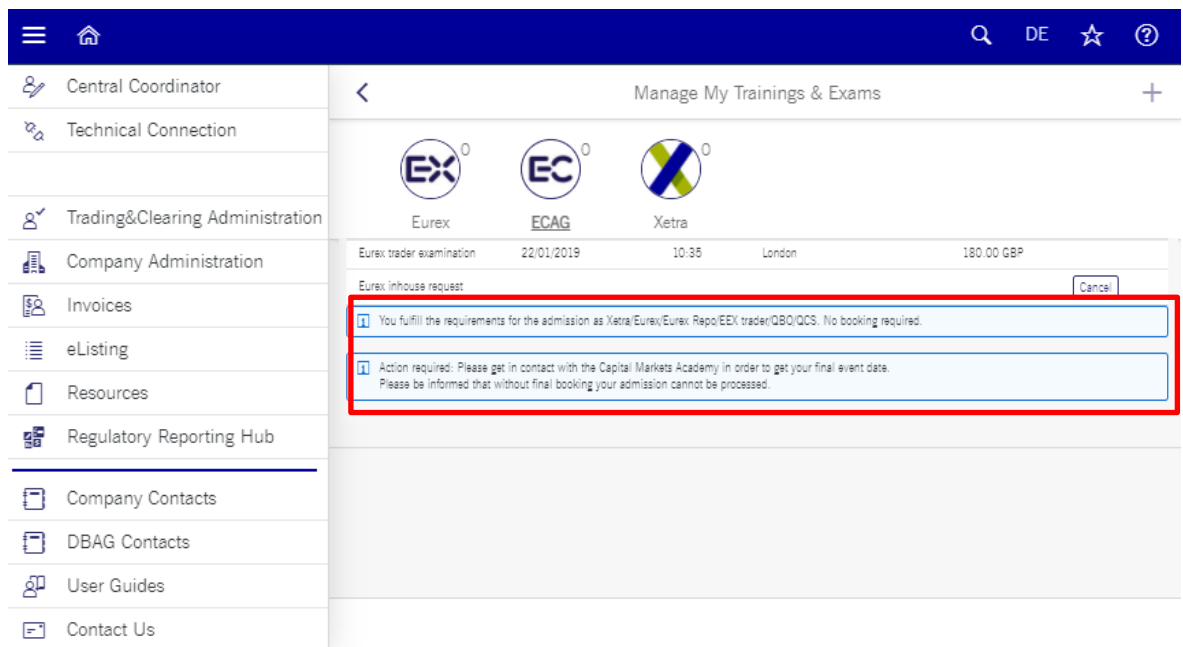 DE
Central Coordinator
Technical Connection
Trading&Clearing Administration
Company Administration
Invoices
eListing
Resources
Regulatory Reporting Hub
Company Contacts
DBAG Contacts
User Guides
Contact Us
Manage My Trainings & Exams
EX 0
EC 0
0
Eurex ECAG Xetra
Eurex trader examination 22/01/2019 10:35 London 180.00 GBP
Eurex inhouse request Cancel
You fulfill the requirements for the admission as Xetra/Eurex/Eurex Repo/EEX trader/QBO/QCS. No booking required.
Action required: Please get in contact with the Capital Markets Academy in order to get your final event date.
Please be informed that without final booking your admission cannot be processed.